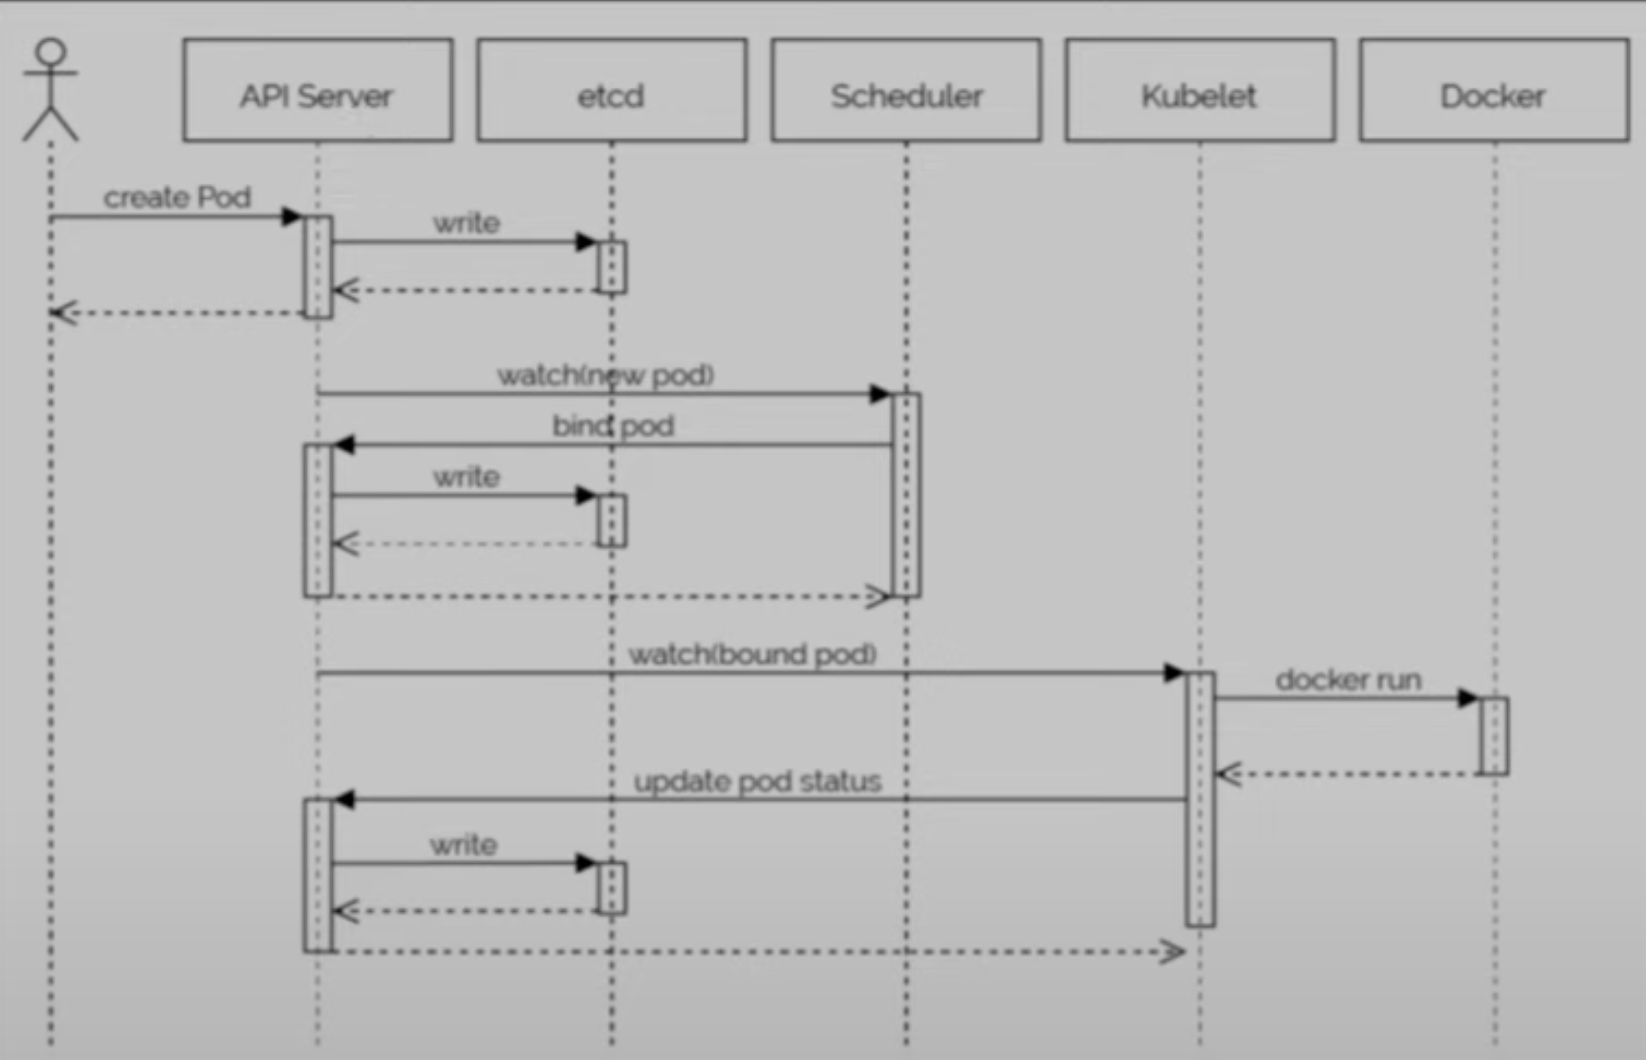 API Server
etcd
Scheduler
Kubelet
Docker
create Pod
write
watch(new pod)
bind pod
write
watch(bound pod)
docker run
update pod status
write